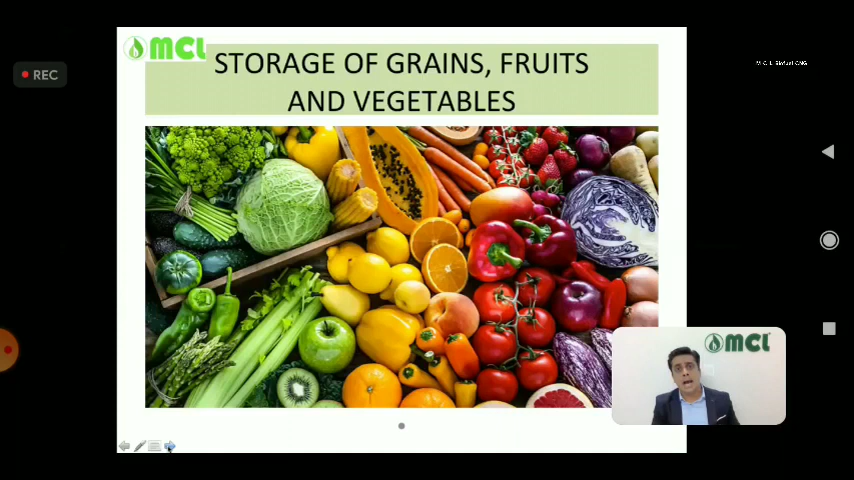 MCL
STORAGE OF GRAINS, FRUITS
AND VEGETABLES
REC
MCL